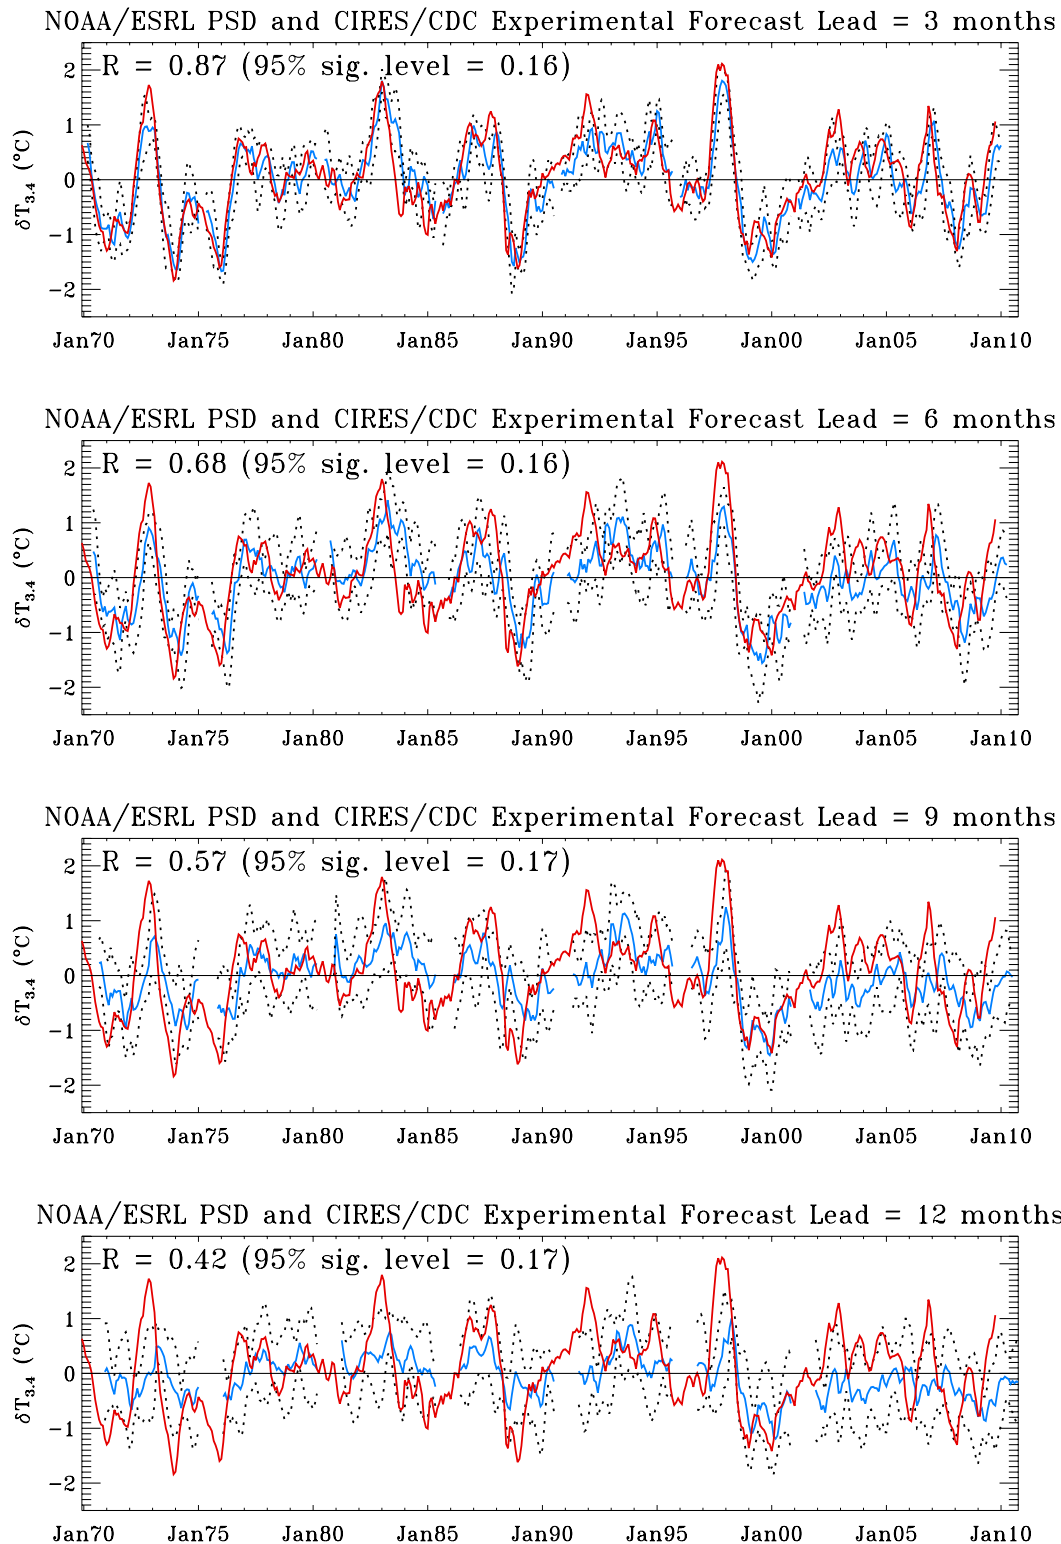 NOAA/ESRL PSD and CIRES/CDC Experimental Forecast Lead = 3 months
R = 0.87 (95% sig. level = 0.16)
2
1
0
−1
−2
δT3.4 (°C)
Jan70 Jan75 Jan80 Jan85 Jan90 Jan95 Jan00 Jan05 Jan10
NOAA/ESRL PSD and CIRES/CDC Experimental Forecast Lead = 6 months
R = 0.68 (95% sig. level = 0.16)
2
1
0
−1
−2
δT3.4 (°C)
Jan70 Jan75 Jan80 Jan85 Jan90 Jan95 Jan00 Jan05 Jan10
NOAA/ESRL PSD and CIRES/CDC Experimental Forecast Lead = 9 months
R = 0.57 (95% sig. level = 0.17)
2
1
0
−1
−2
δT3.4 (°C)
Jan70 Jan75 Jan80 Jan85 Jan90 Jan95 Jan00 Jan05 Jan10
NOAA/ESRL PSD and CIRES/CDC Experimental Forecast Lead = 12 months
R = 0.42 (95% sig. level = 0.17)
2
1
0
−1
−2
δT3.4 (°C)
Jan70 Jan75 Jan80 Jan85 Jan90 Jan95 Jan00 Jan05 Jan10